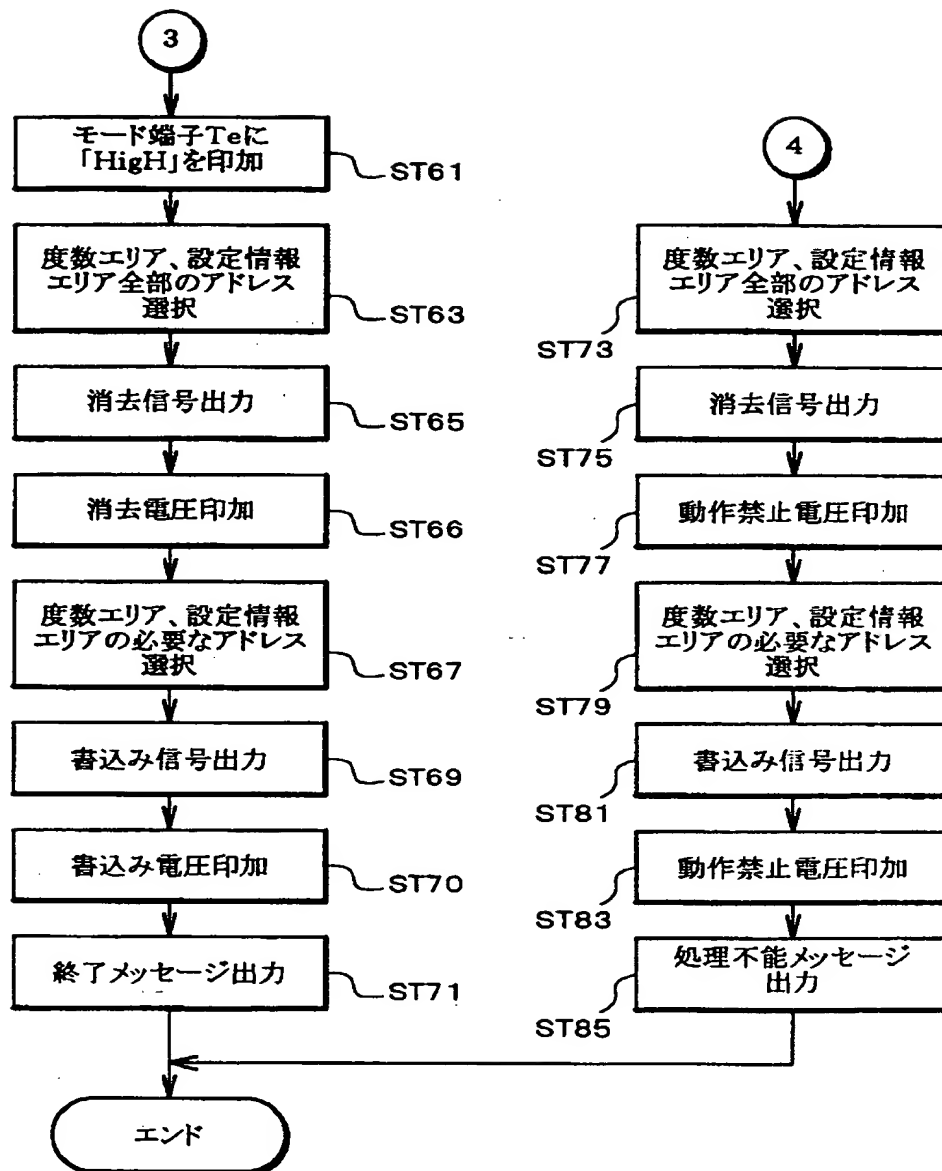 3
モード端子Teに
「HigH」を印加
ST61
度数エリア、設定情報
エリア全部のアドレス
選択
ST63
消去信号出力
ST65
消去電圧印加
ST66
度数エリア、設定情報
エリアの必要なアドレス
選択
ST67
書込み信号出力
ST69
書込み電圧印加
ST70
終了メッセージ出力
ST71
エンド
4
度数エリア、設定情報
エリア全部のアドレス
選択
ST73
消去信号出力
ST75
動作禁止電圧印加
ST77
度数エリア、設定情報
エリアの必要なアドレス
選択
ST79
書込み信号出力
ST81
動作禁止電圧印加
ST83
処理不能メッセージ
出力
ST85